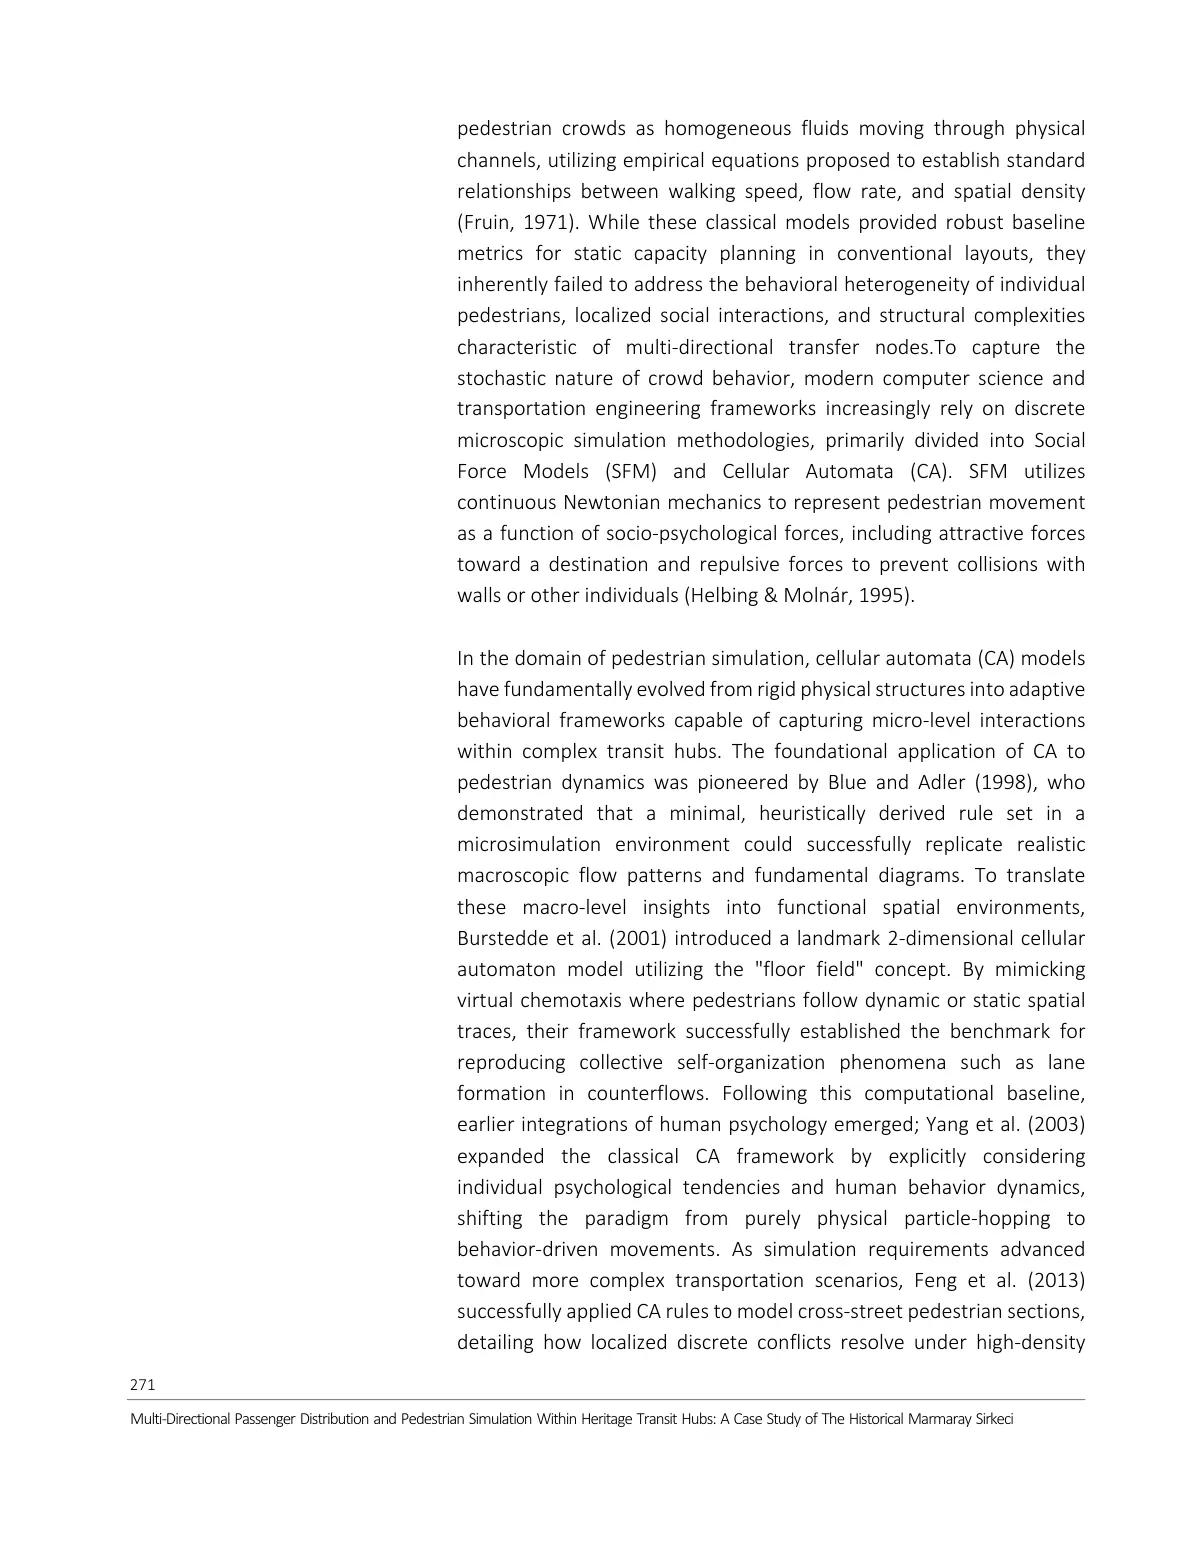 pedestrian crowds as homogeneous fluids moving through physical
channels, utilizing empirical equations proposed to establish standard
relationships between walking speed, flow rate, and spatial density
(Fruin, 1971). While these classical models provided robust baseline
metrics for static capacity planning in conventional layouts, they
inherently failed to address the behavioral heterogeneity of individual
pedestrians, localized social interactions, and structural complexities
characteristic of multi-directional transfer nodes.To capture the
stochastic nature of crowd behavior, modern computer science and
transportation engineering frameworks increasingly rely on discrete
microscopic simulation methodologies, primarily divided into Social
Force Models (SFM) and Cellular Automata (CA). SFM utilizes
continuous Newtonian mechanics to represent pedestrian movement
as a function of socio-psychological forces, including attractive forces
toward a destination and repulsive forces to prevent collisions with
walls or other individuals (Helbing & Molnár, 1995).
In the domain of pedestrian simulation, cellular automata (CA) models
have fundamentally evolved from rigid physical structures into adaptive
behavioral frameworks capable of capturing micro-level interactions
within complex transit hubs. The foundational application of CA to
pedestrian dynamics was pioneered by Blue and Adler (1998), who
demonstrated that a minimal, heuristically derived rule set in a
microsimulation environment could successfully replicate realistic
macroscopic flow patterns and fundamental diagrams. To translate
these macro-level insights into functional spatial environments,
Burstedde et al. (2001) introduced a landmark 2-dimensional cellular
automaton model utilizing the "floor field" concept. By mimicking
virtual chemotaxis where pedestrians follow dynamic or static spatial
traces, their framework successfully established the benchmark for
reproducing collective self-organization phenomena such as lane
formation in counterflows. Following this computational baseline,
earlier integrations of human psychology emerged; Yang et al. (2003)
expanded the classical CA framework by explicitly considering
individual psychological tendencies and human behavior dynamics,
shifting the paradigm from purely physical particle-hopping to
behavior-driven movements. As simulation requirements advanced
toward more complex transportation scenarios, Feng et al. (2013)
successfully applied CA rules to model cross-street pedestrian sections,
detailing how localized discrete conflicts resolve under high-density
271
Multi-Directional Passenger Distribution and Pedestrian Simulation Within Heritage Transit Hubs: A Case Study of The Historical Marmaray Sirkeci